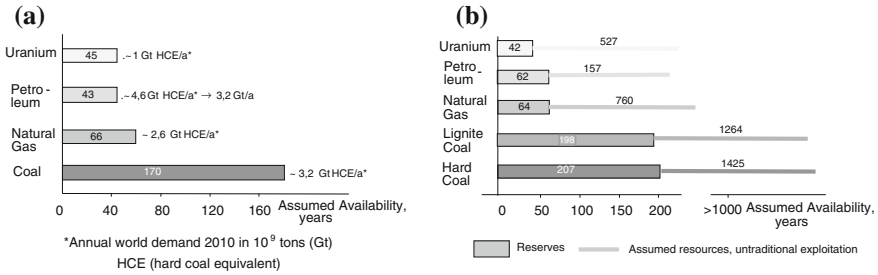 (a)
Uranium 45 .~1 Gt HCE/a*
Petro-
leum 43 .~4,6 Gt HCE/a* → 3,2 Gt/a
Natural
Gas 66 ~ 2,6 Gt HCE/a*
Coal 170 ~ 3,2 Gt HCE/a*
0 40 80 120 160 Assumed Availability,
years
*Annual world demand 2010 in 10⁹ tons (Gt)
HCE (hard coal equivalent)
(b)
Uranium 42 527
Petro-
leum 62 157
Natural
Gas 64 760
Lignite
Coal 198 1264
Hard
Coal 207 1425
0 50 100 150 200 >1000 Assumed Availability,
years
Reserves Assumed resources, untraditional exploitation